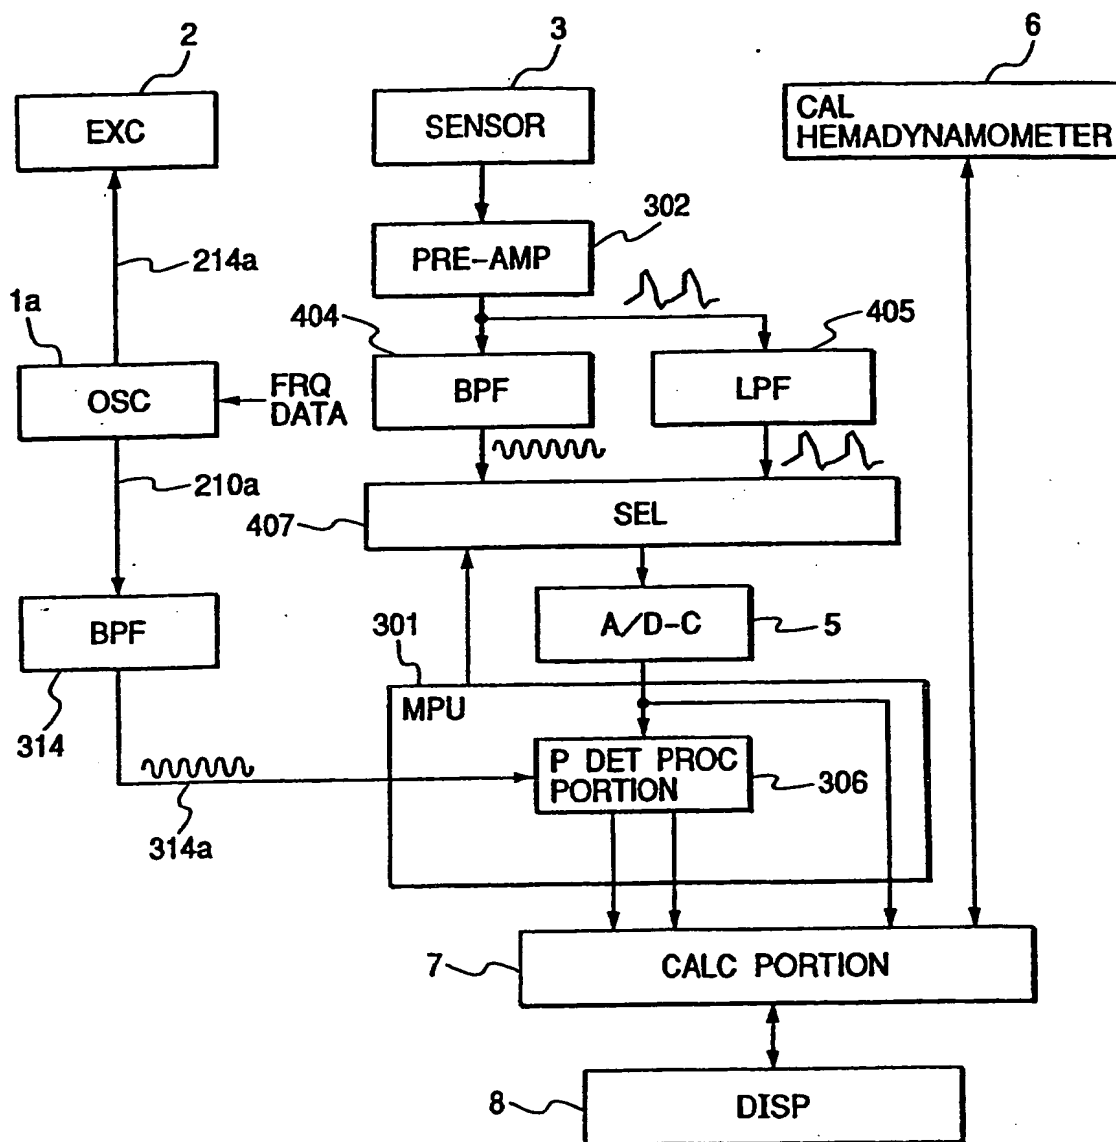 2
3
6
EXC
SENSOR
CAL
HEMADYNAMOMETER
302
PRE-AMP
214a
1a
404
405
OSC
FRQ
DATA
BPF
LPF
210a
407
SEL
BPF
301
A/D-C
5
MPU
314
P DET PROC
PORTION
306
314a
7
CALC PORTION
8
DISP